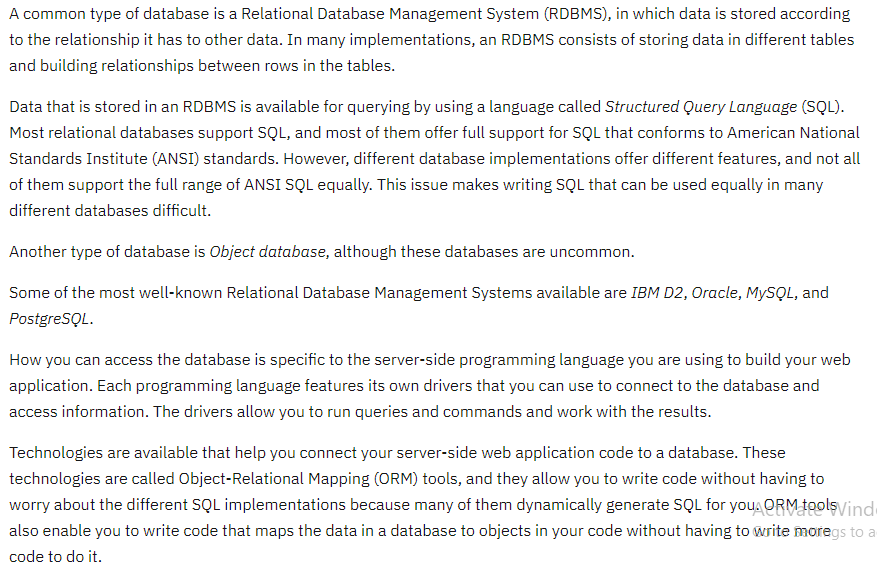 A common type of database is a Relational Database Management System (RDBMS), in which data is stored according
to the relationship it has to other data. In many implementations, an RDBMS consists of storing data in different tables
and building relationships between rows in the tables.
Data that is stored in an RDBMS is available for querying by using a language called Structured Query Language (SQL).
Most relational databases support SQL, and most of them offer full support for SQL that conforms to American National
Standards Institute (ANSI) standards. However, different database implementations offer different features, and not all
of them support the full range of ANSI SQL equally. This issue makes writing SQL that can be used equally in many
different databases difficult.
Another type of database is Object database, although these databases are uncommon.
Some of the most well-known Relational Database Management Systems available are IBM D2, Oracle, MySQL, and
PostgreSQL.
How you can access the database is specific to the server-side programming language you are using to build your web
application. Each programming language features its own drivers that you can use to connect to the database and
access information. The drivers allow you to run queries and commands and work with the results.
Technologies are available that help you connect your server-side web application code to a database. These
technologies are called Object-Relational Mapping (ORM) tools, and they allow you to write code without having to
worry about the different SQL implementations because many of them dynamically generate SQL for you. ORM tools
Activate Wind
also enable you to write code that maps the data in a database to objects in your code without having to write more
to a
code to do it.